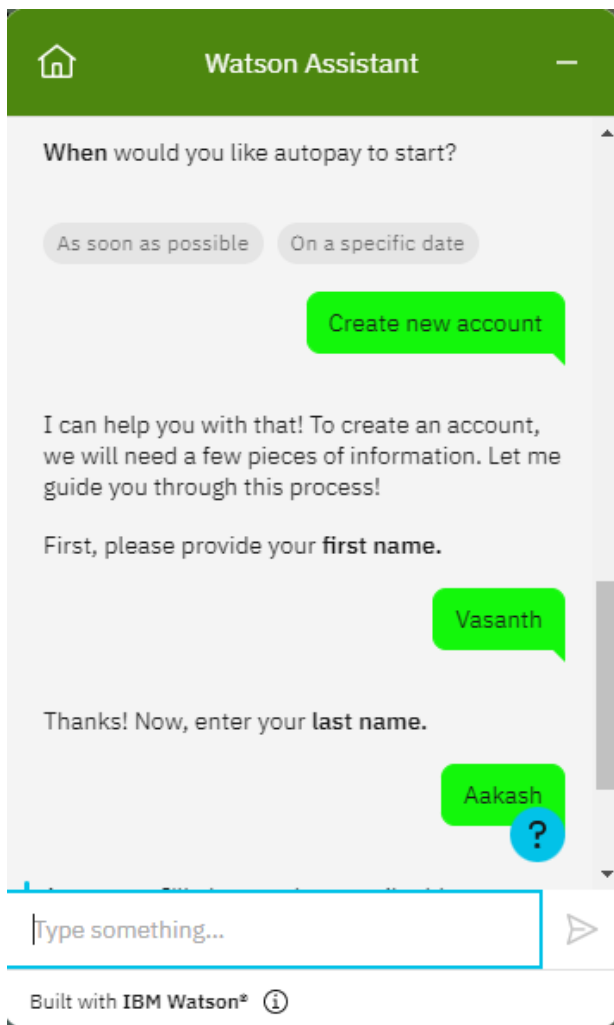 Watson Assistant
When would you like autopay to start?
As soon as possible
On a specific date
Create new account
I can help you with that! To create an account,
we will need a few pieces of information. Let me
guide you through this process!
First, please provide your first name.
Vasanth
Thanks! Now, enter your last name.
Aakash
?
Type something...
Built with IBM Watson®